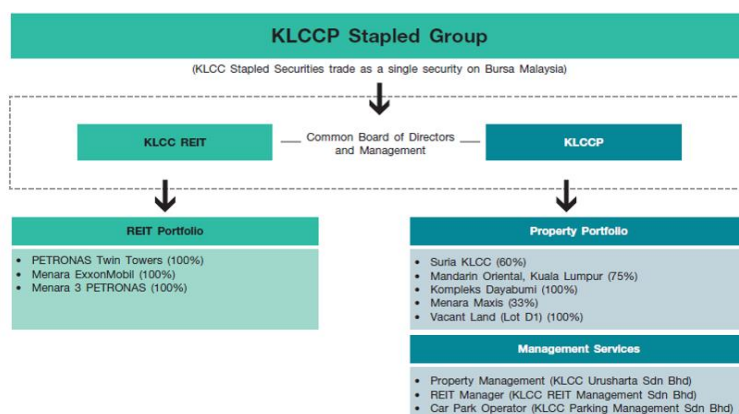 KLCCP Stapled Group
(KLCC Stapled Securities trade as a single security on Bursa Malaysia)
KLCC REIT
Common Board of Directors
and Management
KLCCP
REIT Portfolio
• PETRONAS Twin Towers (100%)
• Menara ExxonMobil (100%)
• Menara 3 PETRONAS (100%)
Property Portfolio
• Suria KLCC (60%)
• Mandarin Oriental, Kuala Lumpur (75%)
• Kompleks Dayabumi (100%)
• Menara Maxis (33%)
• Vacant Land (Lot D1) (100%)
Management Services
• Property Management (KLCC Urusharta Sdn Bhd)
• REIT Manager (KLCC REIT Management Sdn Bhd)
• Car Park Operator (KLCC Parking Management Sdn Bhd)